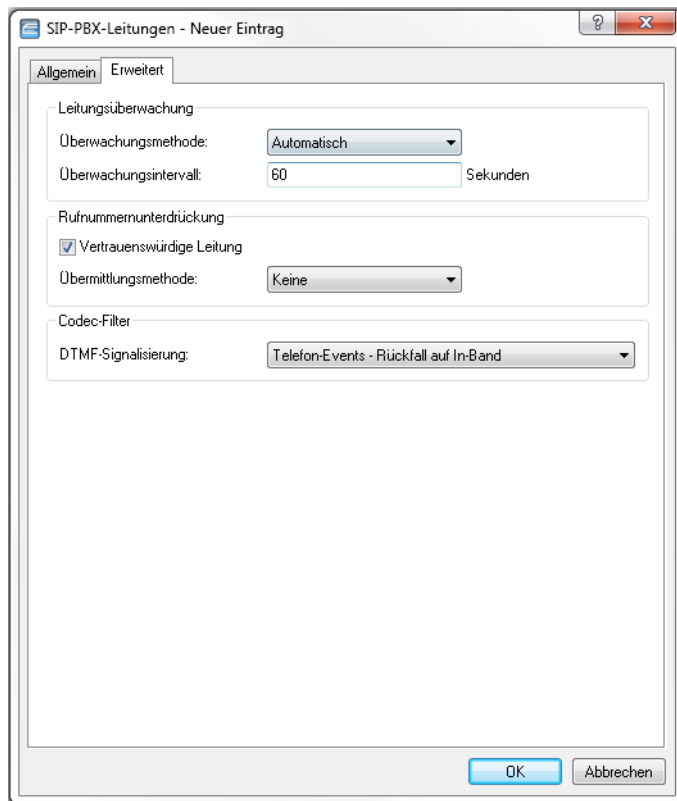 SIP-PBX-Leitungen - Neuer Eintrag
Allgemein Erweitert
Leitungsüberwachung
Überwachungsmethode: Automatisch
Überwachungsintervall: 60 Sekunden
Rufnummernunterdrückung
Vertrauenswürdige Leitung
Übermittlungsmethode: Keine
Codec-Filter
DTMF-Signalisierung: Telefon-Events - Rückfall auf In-Band
OK Abbrechen